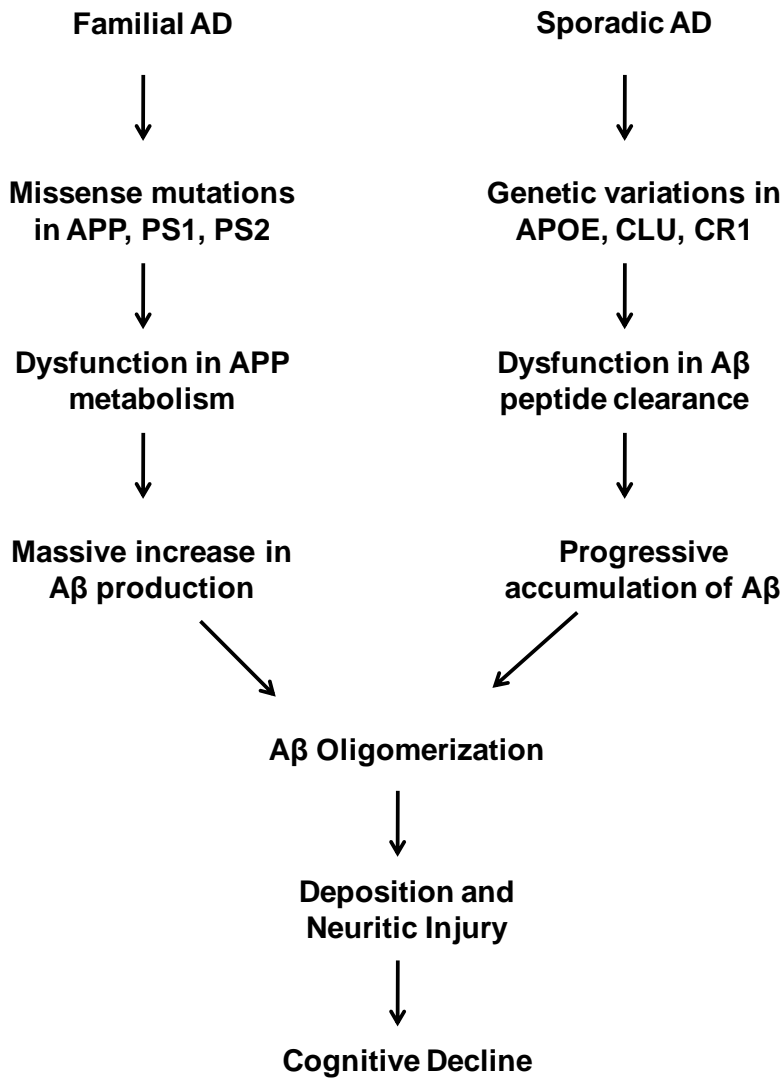 Familial AD
Sporadic AD
Missense mutations
in APP, PS1, PS2
Genetic variations in
APOE, CLU, CR1
Dysfunction in APP
metabolism
Dysfunction in Aβ
peptide clearance
Massive increase in
Aβ production
Progressive
accumulation of Aβ
Aβ Oligomerization
Deposition and
Neuritic Injury
Cognitive Decline